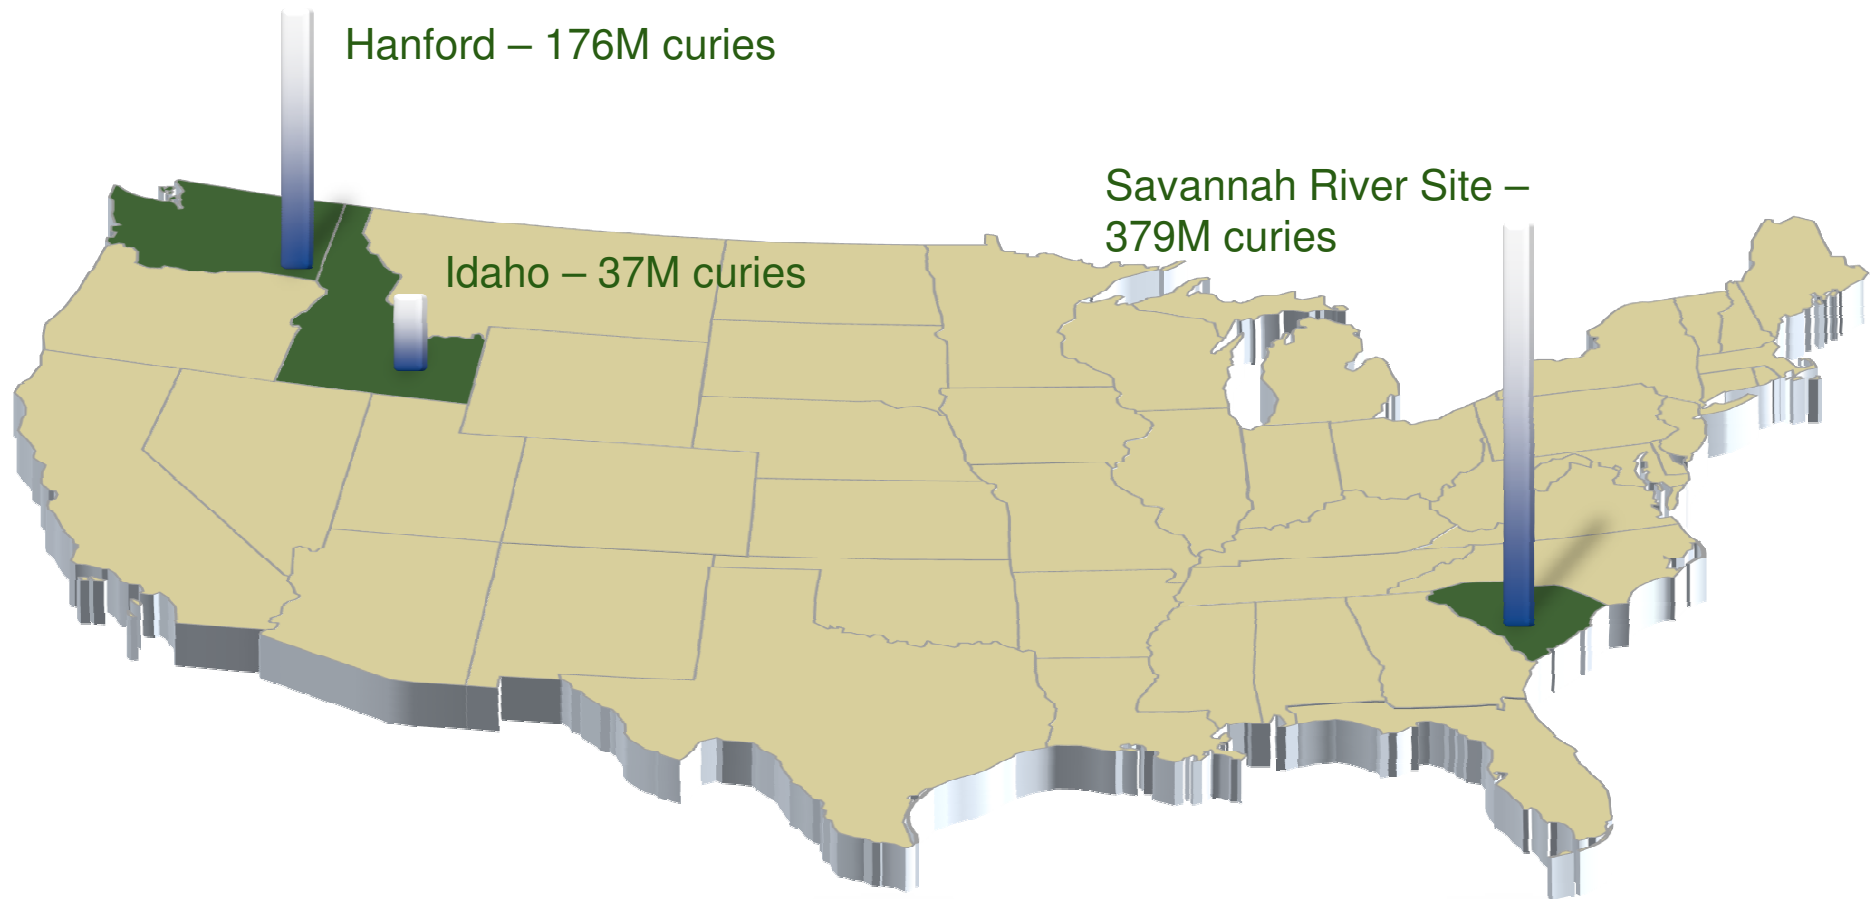 Hanford – 176M curies
Savannah River Site –
379M curies
Idaho – 37M curies